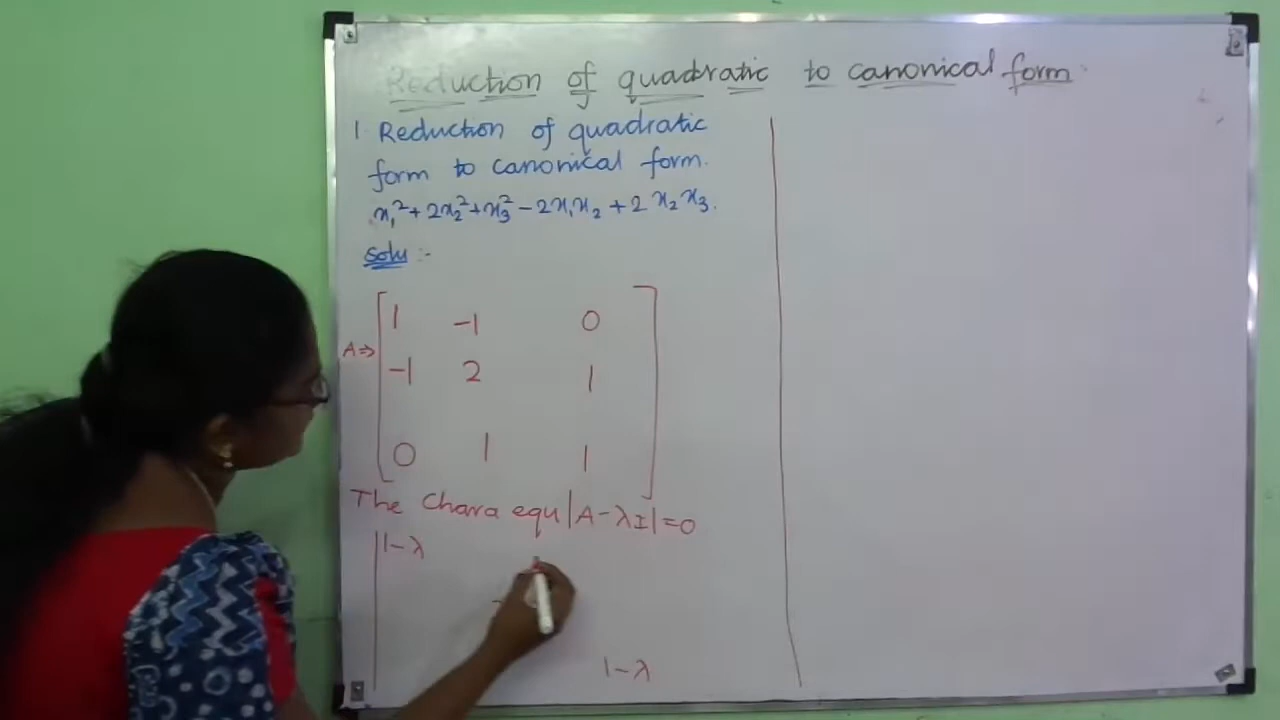 Reduction of quadratic to canonical form.
1 Reduction of quadratic
form to canonical form.
x₁² + 2x₂² + x₃² - 2x₁x₂ + 2x₂x₃.
Solu :-
A⇒ [ 1 -1 0
-1 2 1
0 1 1 ]
The Chara equ |A-λI|=0
|1-λ
1-λ